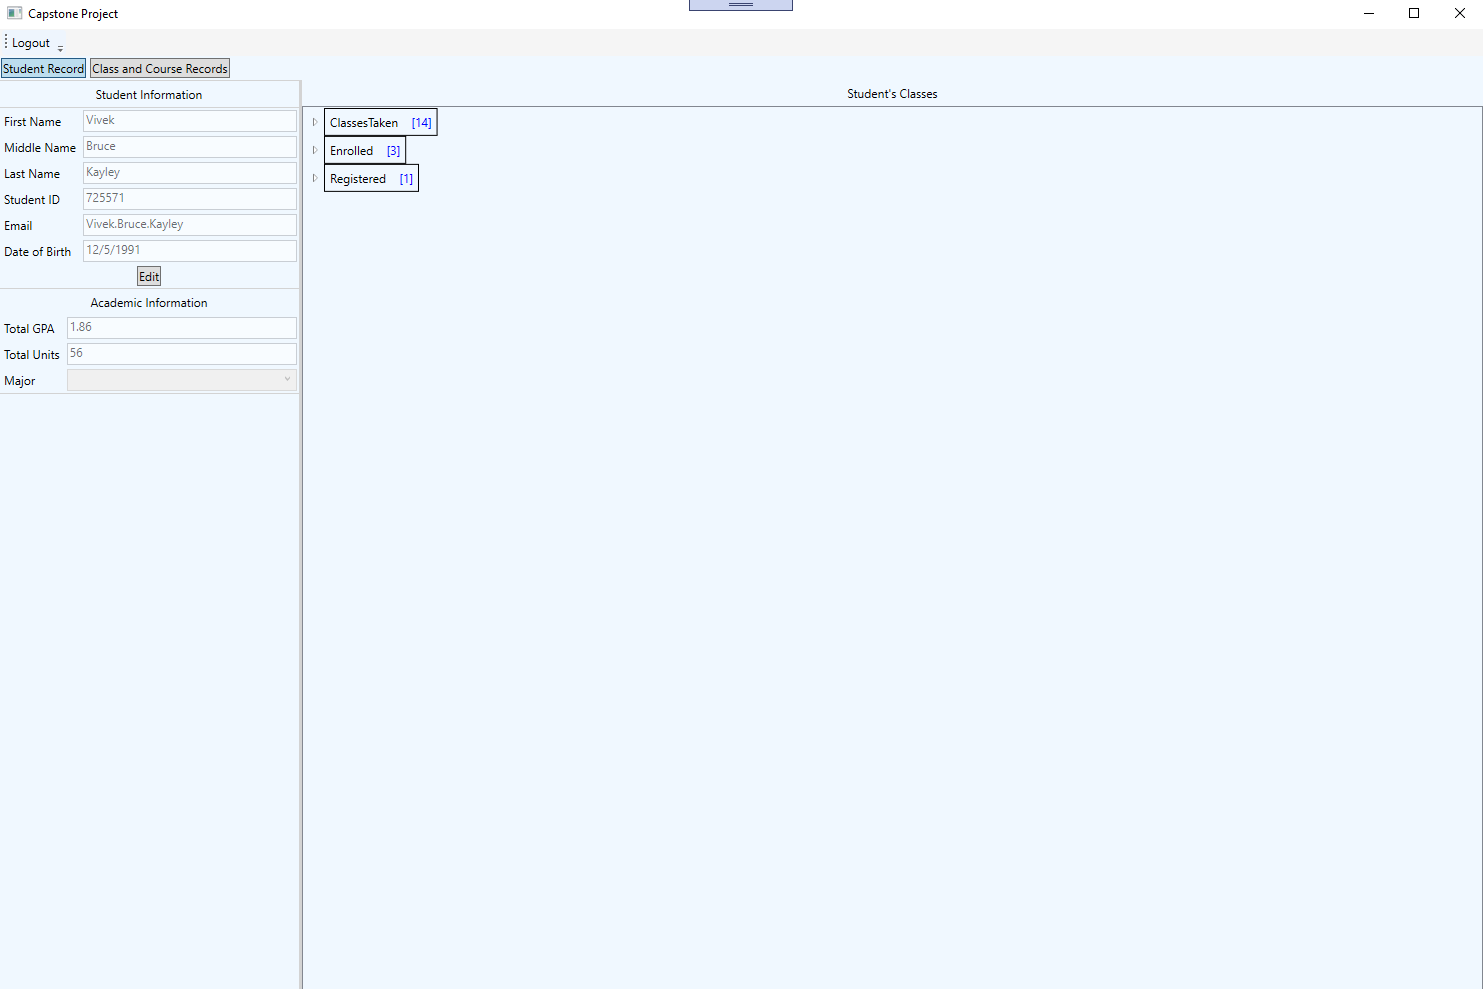 Capstone Project
Logout
Student Record Class and Course Records
Student Information
First Name Vivek
Middle Name Bruce
Last Name Kayley
Student ID 725571
Email Vivek.Bruce.Kayley
Date of Birth 12/5/1991
Edit
Academic Information
Total GPA 1.86
Total Units 56
Major
Student's Classes
ClassesTaken [14]
Enrolled [3]
Registered [1]